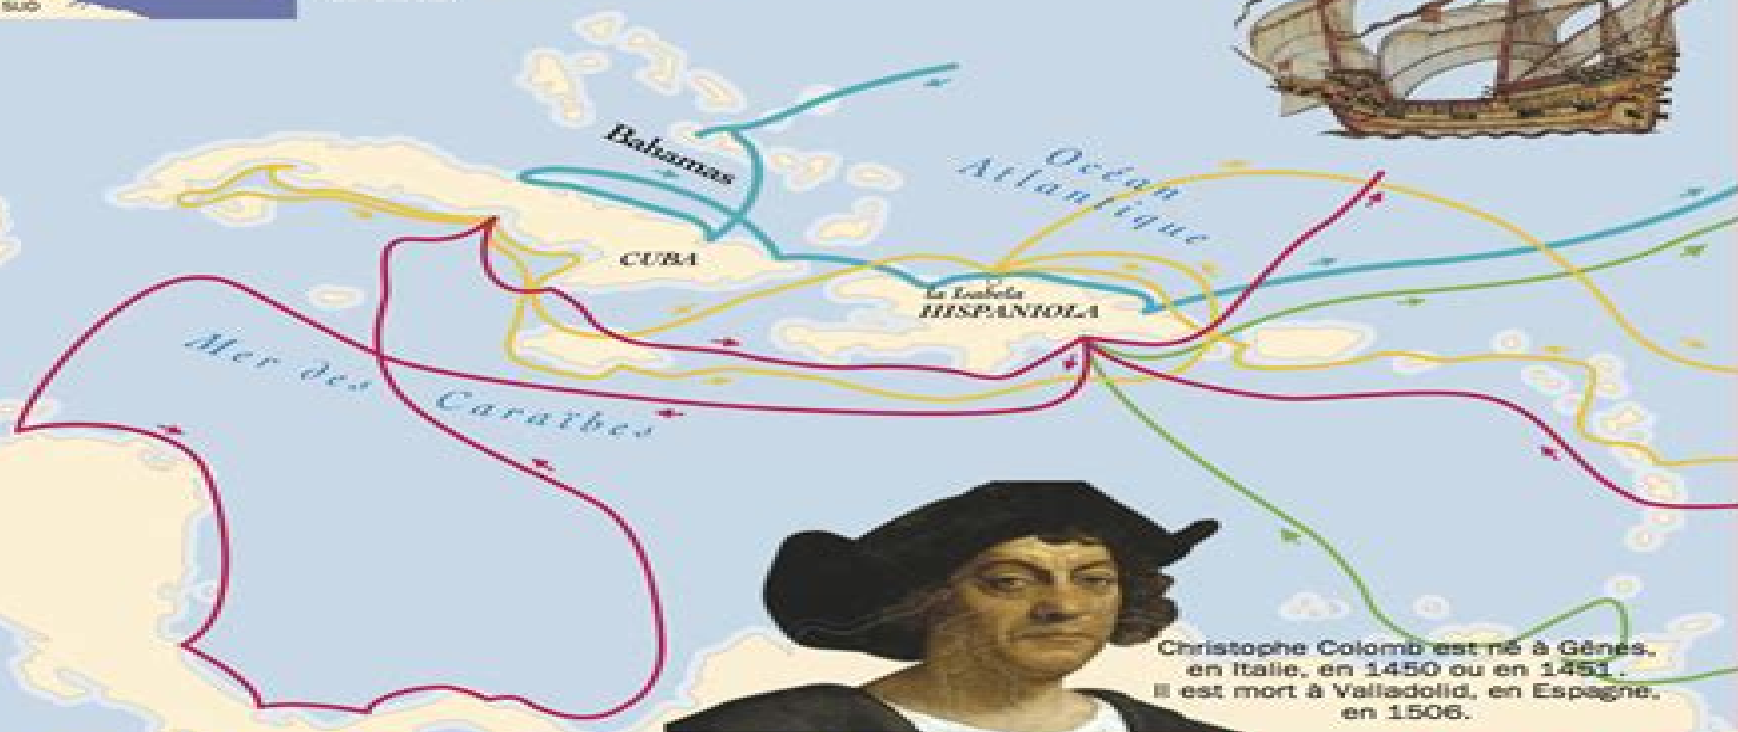 SUD
Bahamas
Océan
Atlantique
CUBA
la Isabela
HISPANIOLA
Mer des Caraïbes
Christophe Colomb est né à Gênes,
en Italie, en 1450 ou en 1451.
Il est mort à Valladolid, en Espagne,
en 1506.